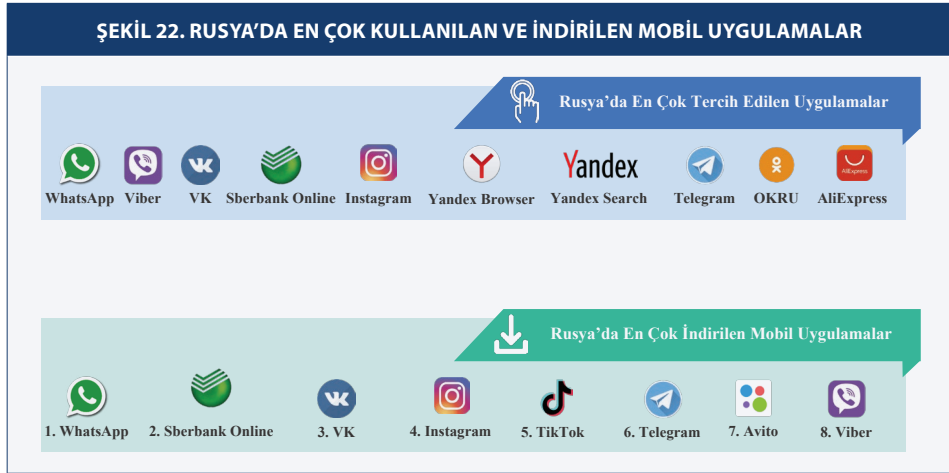 ŞEKİL 22. RUSYA’DA EN ÇOK KULLANILAN VE İNDİRİLEN MOBİL UYGULAMALAR
Rusya’da En Çok Tercih Edilen Uygulamalar
Yandex
AliExpress
WhatsApp Viber VK Sberbank Online Instagram Yandex Browser Yandex Search Telegram OKRU AliExpress
Rusya’da En Çok İndirilen Mobil Uygulamalar
1. WhatsApp 2. Sberbank Online 3. VK 4. Instagram 5. TikTok 6. Telegram 7. Avito 8. Viber